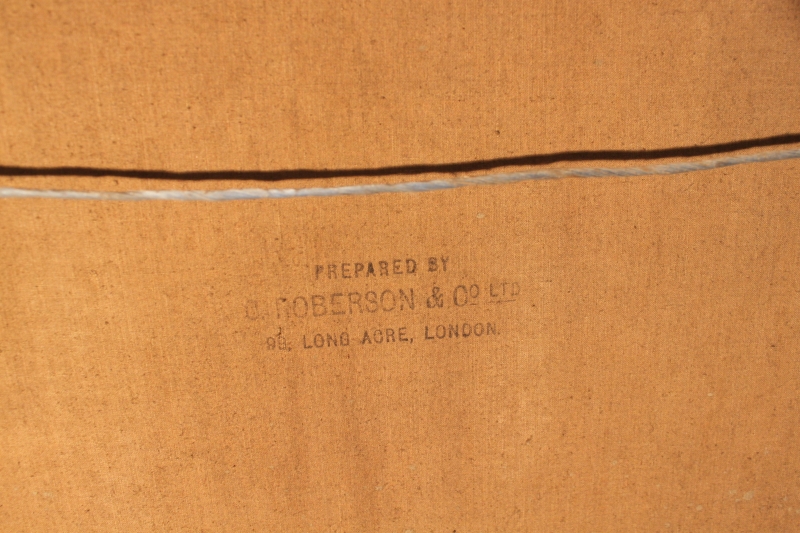 PREPARED BY
C. ROBERSON & Co LTD
99, LONG ACRE, LONDON.